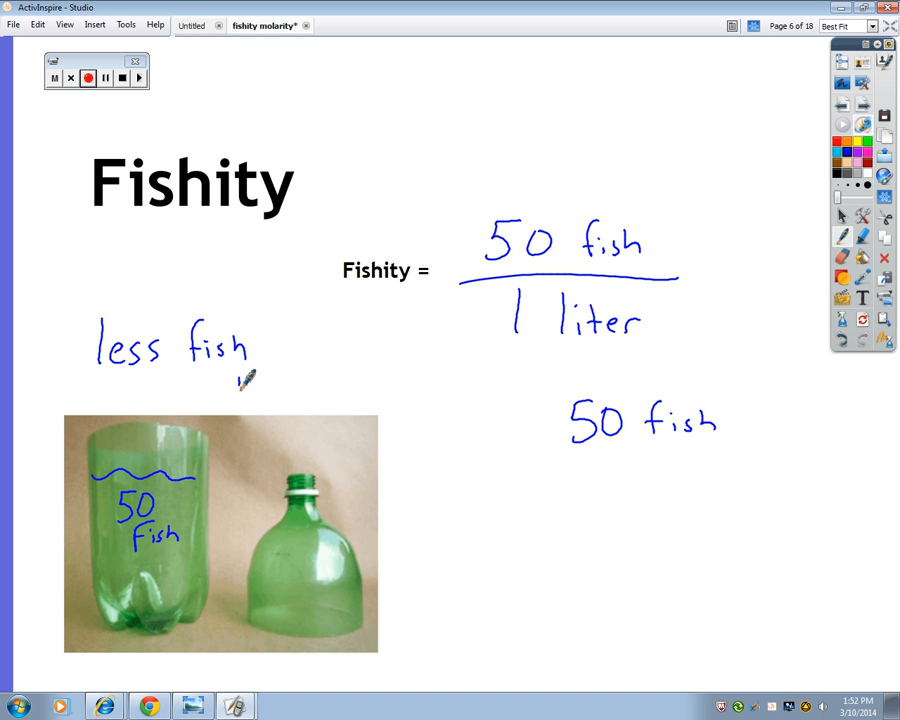 ActivInspire - Studio
File Edit View Insert Tools Help
Untitled
fishity molarity*
Page 6 of 18
Best Fit
M
Fishity
Fishity =
50 fish
1 liter
less fish
50 fish
50
Fish
T
1:52 PM
3/10/2014